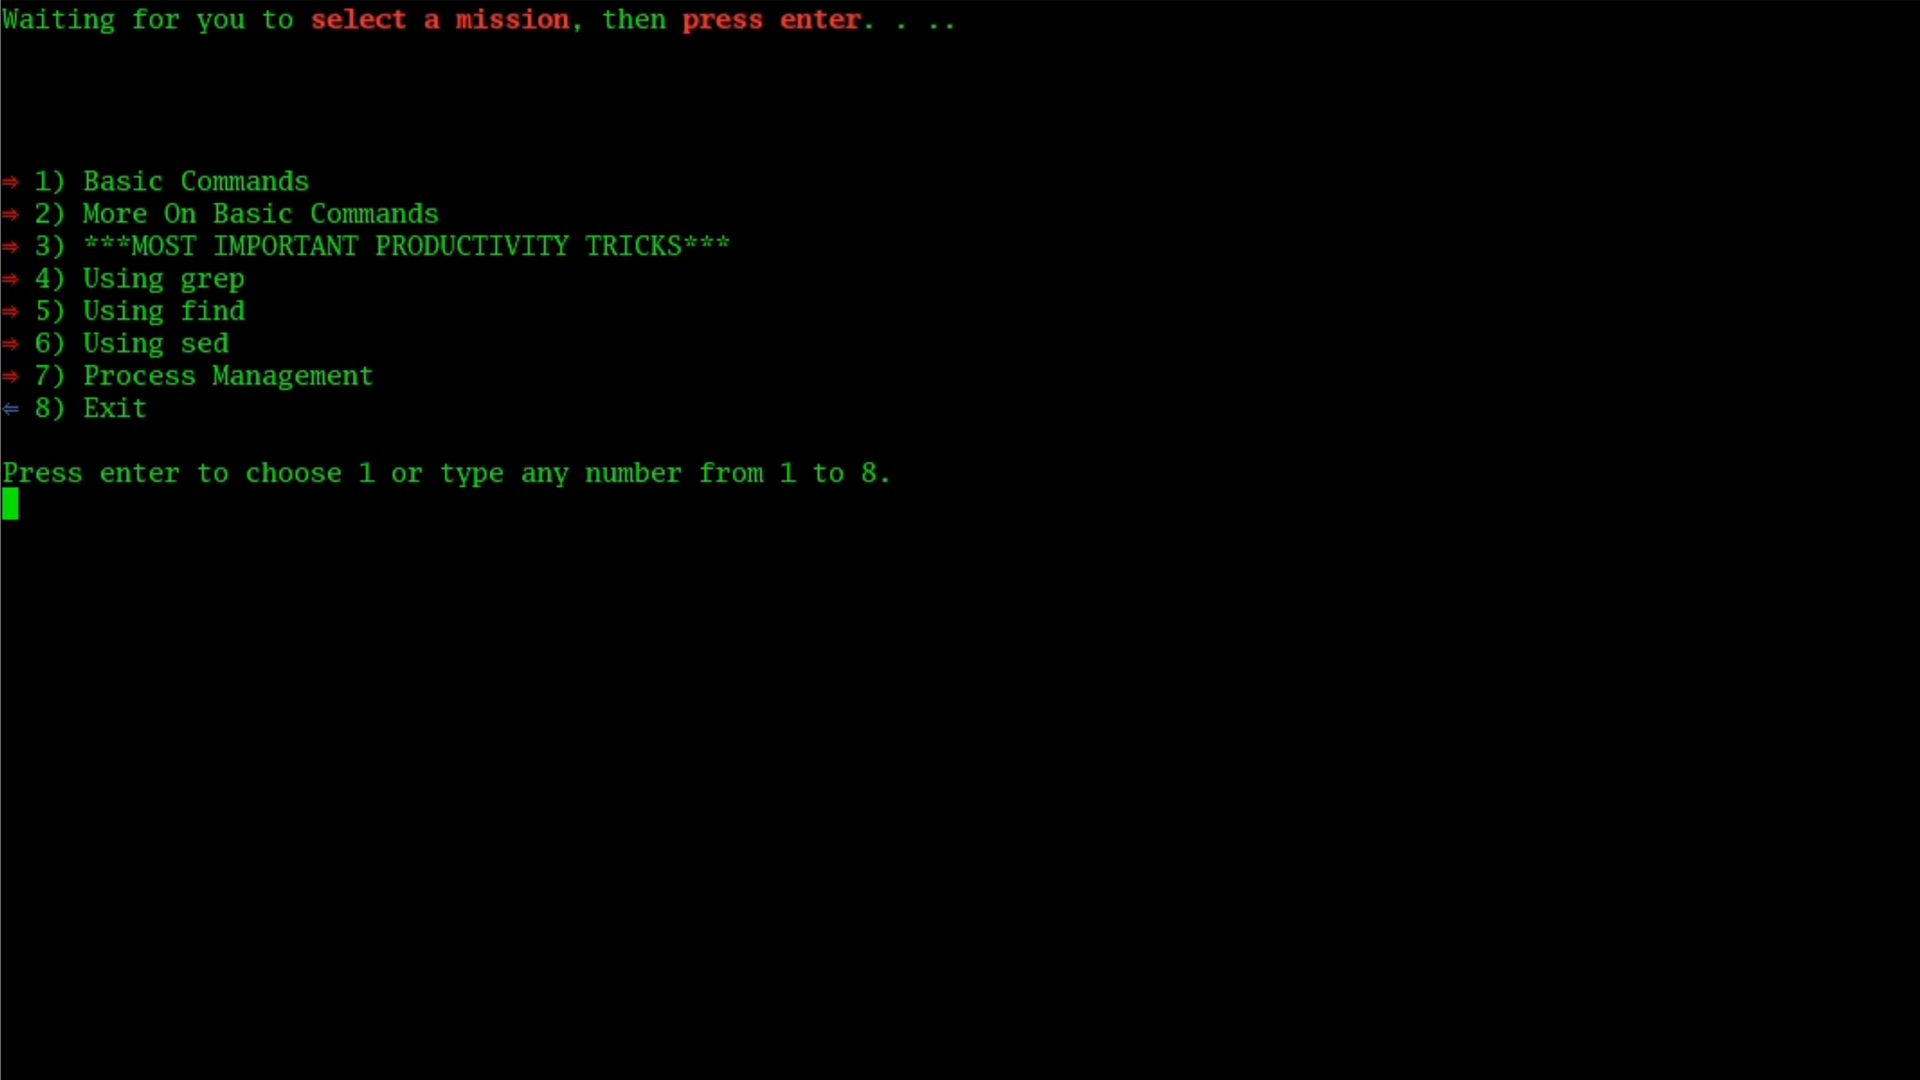 Waiting for you to select a mission, then press enter. . ..
⇒ 1) Basic Commands
⇒ 2) More On Basic Commands
⇒ 3) ***MOST IMPORTANT PRODUCTIVITY TRICKS***
⇒ 4) Using grep
⇒ 5) Using find
⇒ 6) Using sed
⇒ 7) Process Management
⇐ 8) Exit
Press enter to choose 1 or type any number from 1 to 8.